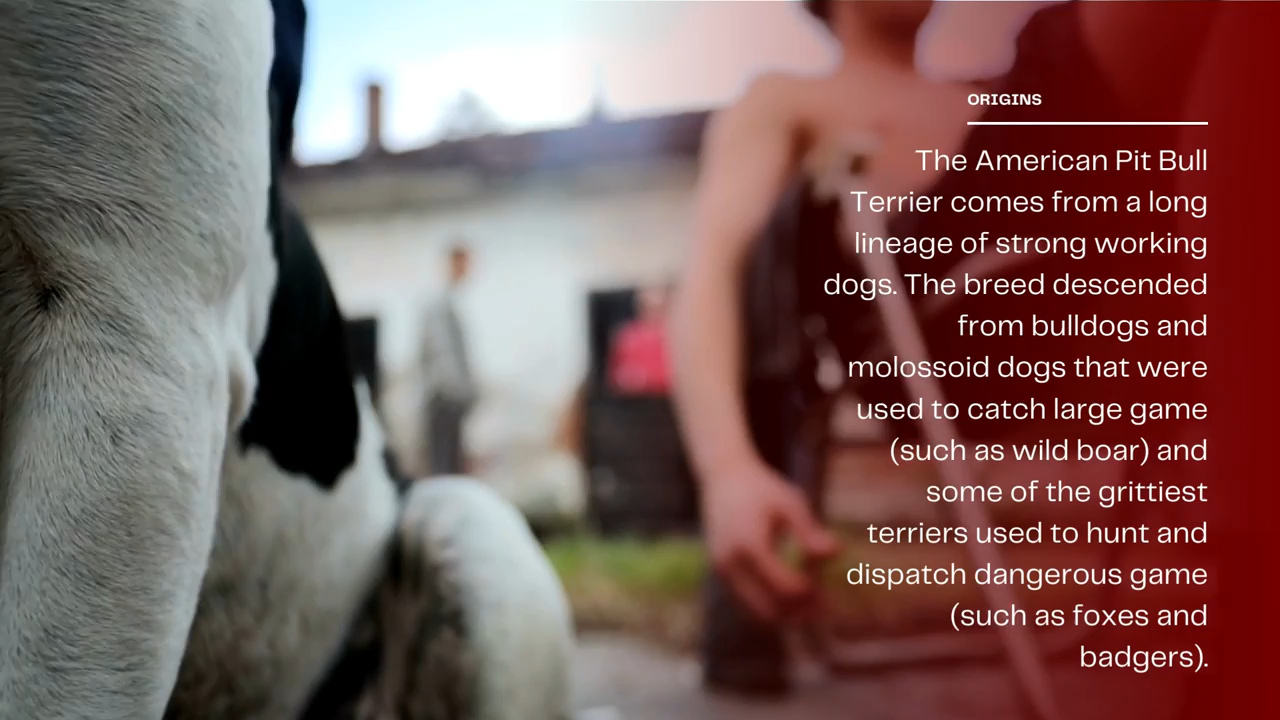 ORIGINS
The American Pit Bull
Terrier comes from a long
lineage of strong working
dogs. The breed descended
from bulldogs and
molossoid dogs that were
used to catch large game
(such as wild boar) and
some of the grittiest
terriers used to hunt and
dispatch dangerous game
(such as foxes and
badgers).